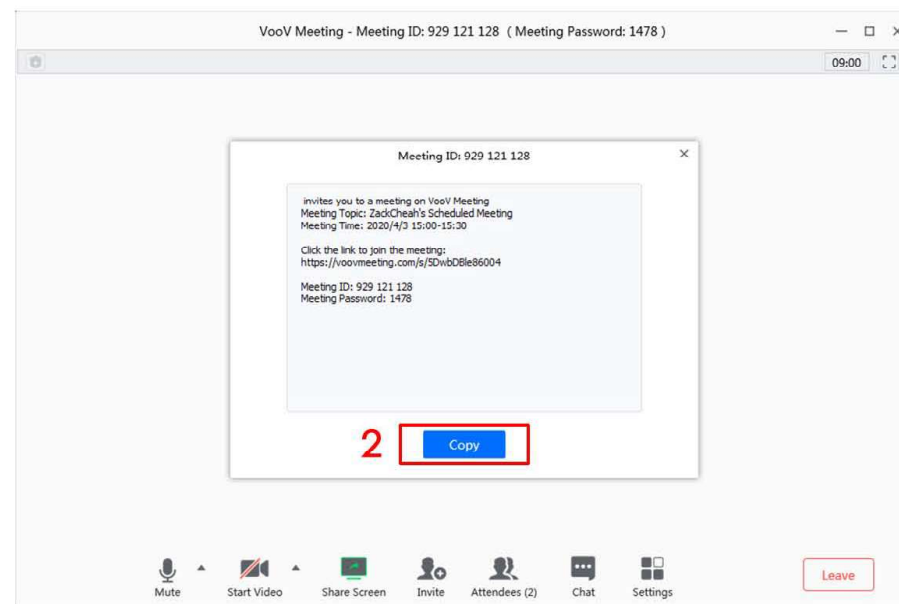 VooV Meeting - Meeting ID: 929 121 128 ( Meeting Password: 1478 )
09:00
Meeting ID: 929 121 128
invites you to a meeting on VooV Meeting
Meeting Topic: ZackCheah's Scheduled Meeting
Meeting Time: 2020/4/3 15:00-15:30
Click the link to join the meeting:
https://voovmeeting.com/s/5DwbDBle86004
Meeting ID: 929 121 128
Meeting Password: 1478
2
Copy
Mute
Start Video
Share Screen
Invite
Attendees (2)
Chat
Settings
Leave